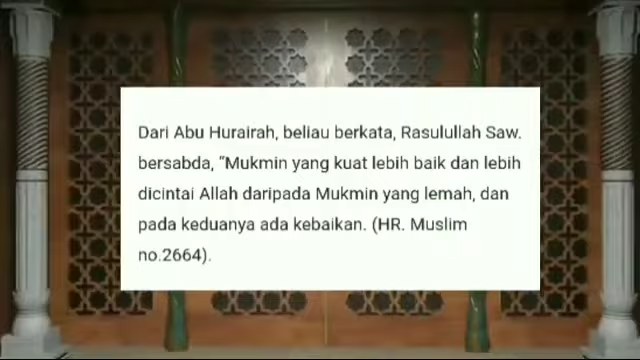 Dari Abu Hurairah, beliau berkata, Rasulullah Saw.
bersabda, "Mukmin yang kuat lebih baik dan lebih
dicintai Allah daripada Mukmin yang lemah, dan
pada keduanya ada kebaikan. (HR. Muslim
no.2664).